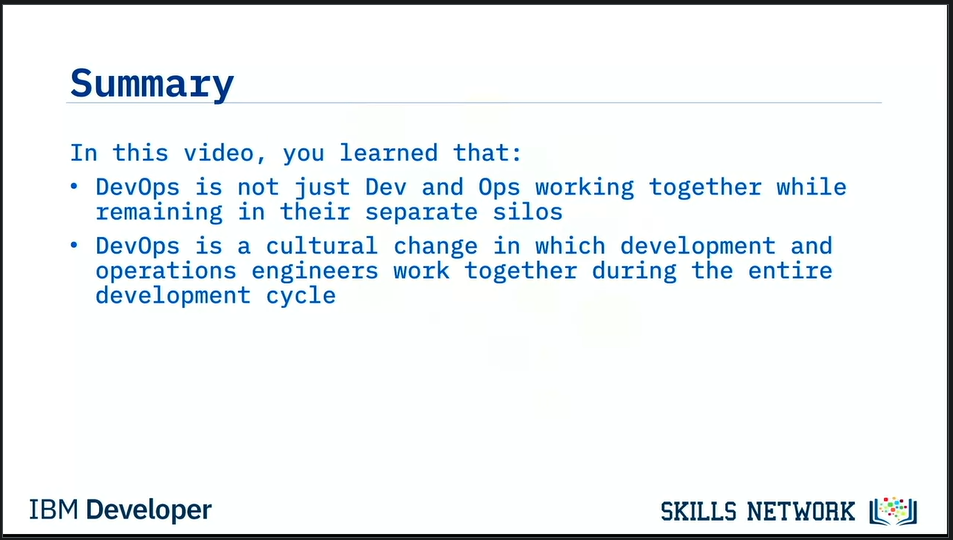 Summary
In this video, you learned that:
• DevOps is not just Dev and Ops working together while
remaining in their separate silos
• DevOps is a cultural change in which development and
operations engineers work together during the entire
development cycle
IBM Developer
SKILLS NETWORK